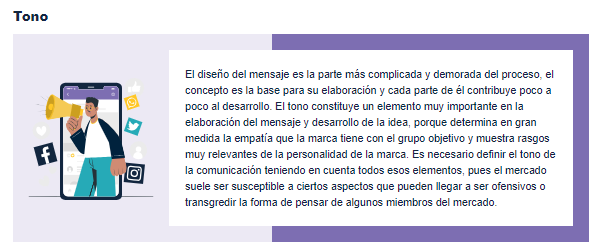 Tono
El diseño del mensaje es la parte más complicada y demorada del proceso, el
concepto es la base para su elaboración y cada parte de él contribuye poco a
poco al desarrollo. El tono constituye un elemento muy importante en la
elaboración del mensaje y desarrollo de la idea, porque determina en gran
medida la empatía que la marca tiene con el grupo objetivo y muestra rasgos
muy relevantes de la personalidad de la marca. Es necesario definir el tono de
la comunicación teniendo en cuenta todos esos elementos, pues el mercado
suele ser susceptible a ciertos aspectos que pueden llegar a ser ofensivos o
transgredir la forma de pensar de algunos miembros del mercado.